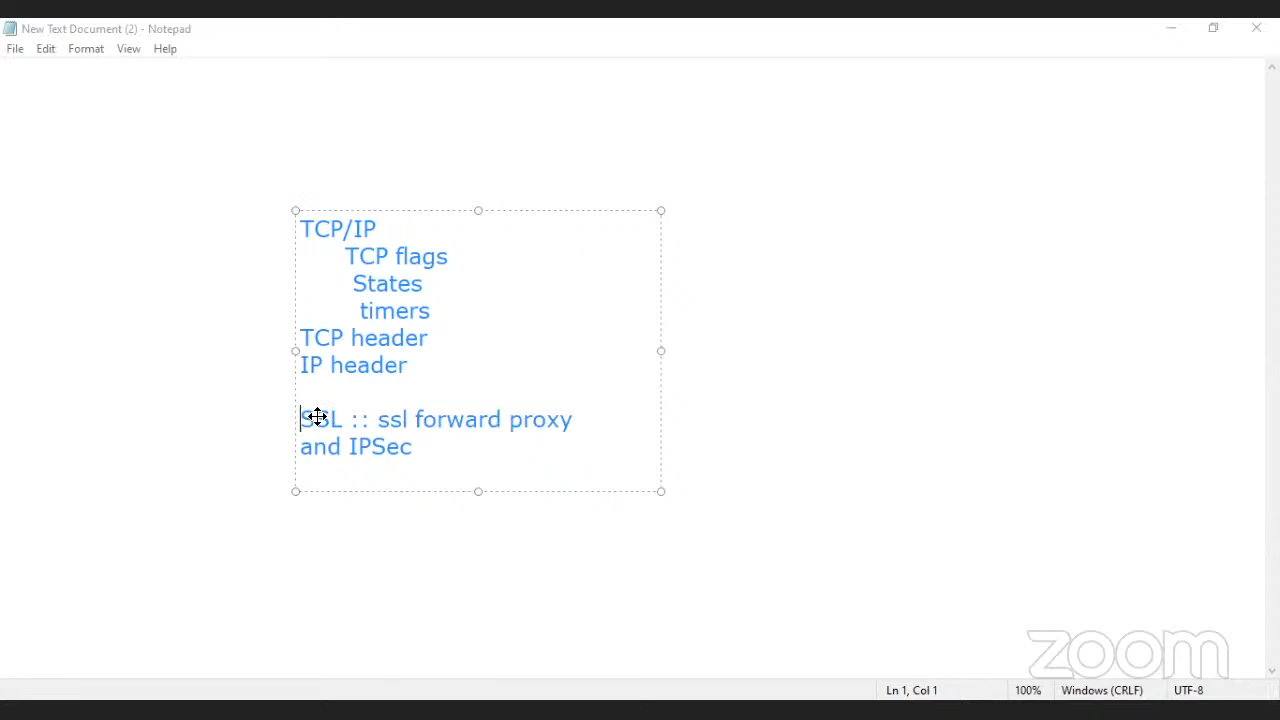 New Text Document (2) - Notepad
File Edit Format View Help
TCP/IP
TCP flags
States
timers
TCP header
IP header
SSL :: ssl forward proxy
and IPSec
zoom
Ln 1, Col 1 100% Windows (CRLF) UTF-8